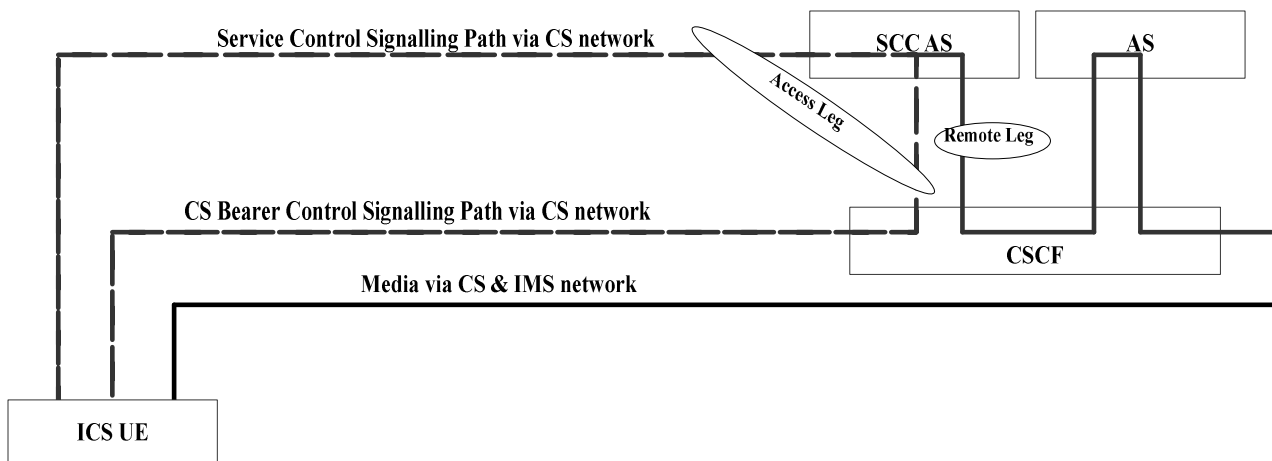 Service Control Signalling Path via CS network
SCC AS
AS
Access Leg
Remote Leg
CS Bearer Control Signalling Path via CS network
CSCF
Media via CS & IMS network
ICS UE